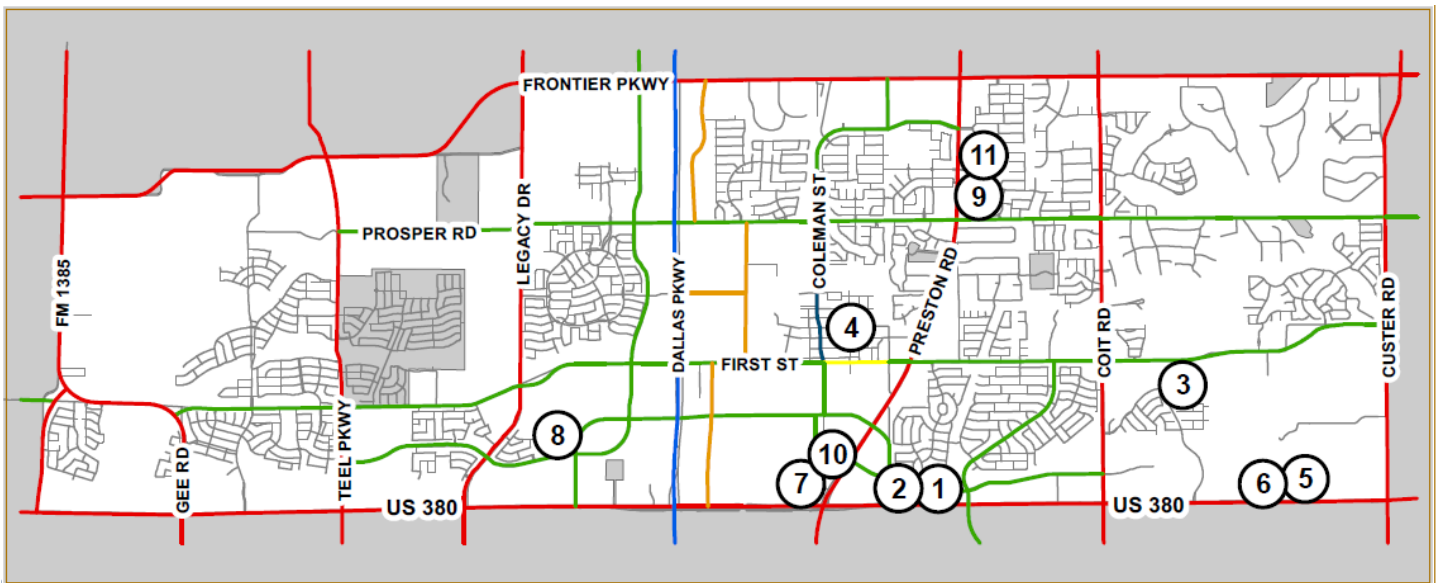 FRONTIER PKWY
11
9
COLEMAN ST
LEGACY DR
PROSPER RD
PRESTON RD
DALLAS PKWY
FM 1385
CUSTER RD
COIT RD
4
FIRST ST
3
TEEL PKWY
8
GEE RD
10
7
2
1
6
5
US 380
US 380